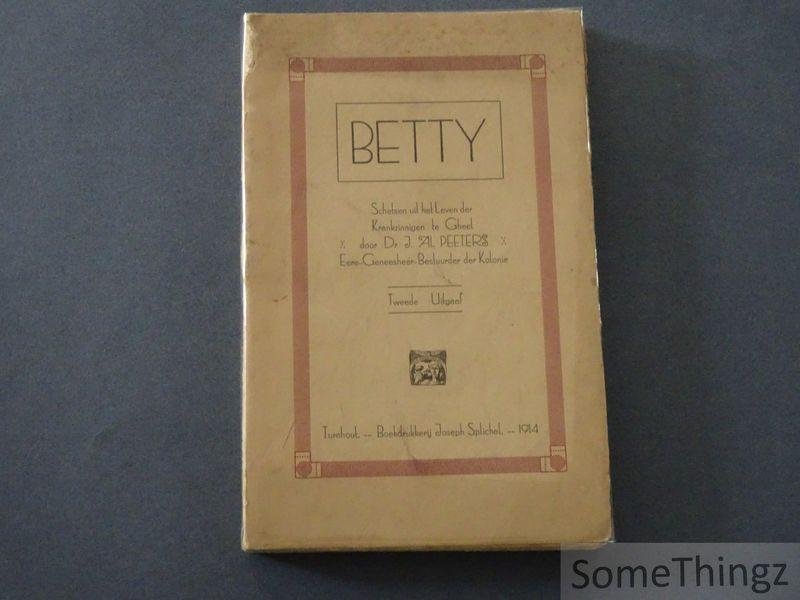 BETTY
Schetsen uit het Leven der
Krankzinnigen te Gheel
x door Dr J. AL. PEETERS x
Eere-Geneesheer-Bestuurder der Kolonie
Tweede Uitgaaf
Turnhout. — Boekdrukkerij Joseph Splichal. — 1914
SomeThingz